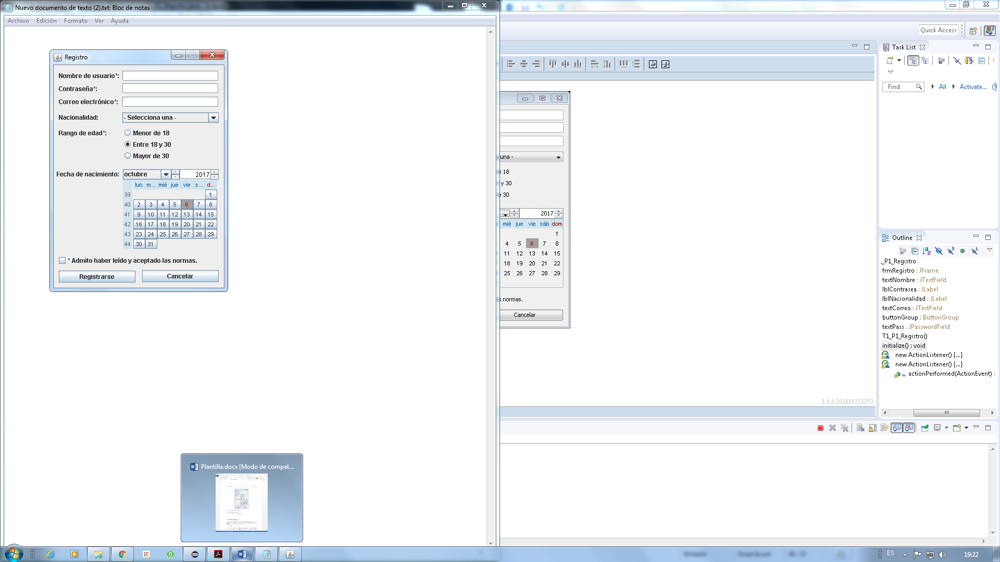 Nuevo documento de texto (2).txt: Bloc de notas
Archivo Edición Formato Ver Ayuda
Registro
Nombre de usuario*:
Contraseña*:
Correo electrónico*:
Nacionalidad: - Selecciona una -
Rango de edad*: Menor de 18
Entre 18 y 30
Mayor de 30
Fecha de nacimiento: octubre 2017
lun m... mié jue vie s... d...
39 1
40 2 3 4 5 6 7 8
41 9 10 11 12 13 14 15
42 16 17 18 19 20 21 22
43 23 24 25 26 27 28 29
44 30 31
* Admito haber leído y aceptado las normas.
Registrarse Cancelar
Plantilla.docx [Modo de compat...
una -
18
y 30
30
2017
mié jue vie sáb dom
1
4 5 6 7 8
11 12 13 14 15
18 19 20 21 22
25 26 27 28 29
normas.
Cancelar
1.9.0.201608251253
Quick Access
Task List
Find All Activate...
Outline
_P1_Registro
frmRegistro : JFrame
textNombre : JTextField
lblContrasea : JLabel
lblNacionalidad : JLabel
textCorreo : JTextField
buttonGroup : ButtonGroup
textPass : JPasswordField
T1_P1_Registro()
initialize() : void
new ActionListener() {...}
new ActionListener() {...}
actionPerformed(ActionEvent) :
ES 19:22